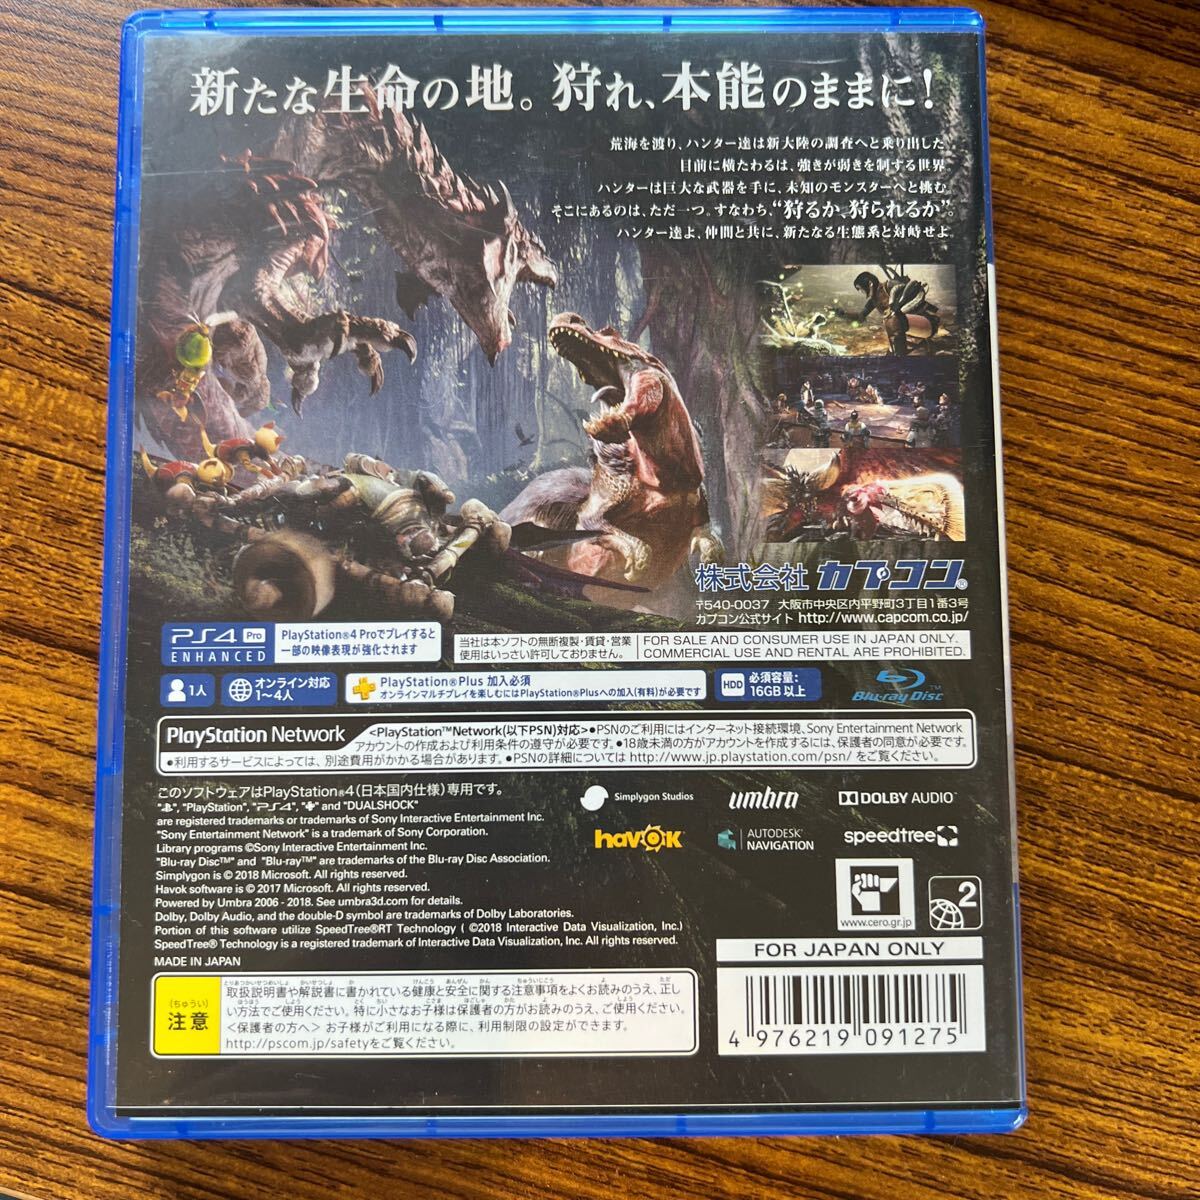 新たな生命の地。狩れ、本能のままに!
荒海を渡り、ハンター達は新大陸の調査へと乗り出した。
目前に横たわるは、強きが弱きを制する世界
ハンターは巨大な武器を手に、未知のモンスターへと挑む。
そこにあるのは、ただ一つ。すなわち、“狩るか、狩られるか”。
ハンター達よ、仲間と共に、新たなる生態系と対峙せよ。
株式会社 カプコン®
〒540-0037 大阪市中央区内平野町3丁目1番3号
カプコン公式サイト http://www.capcom.co.jp/
PS4 Pro
ENHANCED
PlayStation®4 Proでプレイすると
一部の映像表現が強化されます
当社は本ソフトの無断複製・賃貸・営業
使用はいっさい許可しておりません。
FOR SALE AND CONSUMER USE IN JAPAN ONLY.
COMMERCIAL USE AND RENTAL ARE PROHIBITED.
1人
オンライン対応
1〜4人
PlayStation®Plus 加入必須
オンラインマルチプレイを楽しむにはPlayStation®Plusへの加入(有料)が必要です
HDD
必須容量:
16GB以上
Blu-ray Disc™
PlayStation Network
<PlayStation™Network(以下PSN)対応>●PSNのご利用にはインターネット接続環境、Sony Entertainment Network
アカウントの作成および利用条件の遵守が必要です。●18歳未満の方がアカウントを作成するには、保護者の同意が必要です。
●利用するサービスによっては、別途費用がかかる場合があります。●PSNの詳細については http://www.jp.playstation.com/psn/ をご覧ください。
このソフトウェアはPlayStation®4(日本国内仕様)専用です。
" ", "PlayStation", "PS4", " " and "DUALSHOCK"
are registered trademarks or trademarks of Sony Interactive Entertainment Inc.
"Sony Entertainment Network" is a trademark of Sony Corporation.
Library programs ©Sony Interactive Entertainment Inc.
"Blu-ray Disc™" and "Blu-ray™" are trademarks of the Blu-ray Disc Association.
Simplygon is © 2018 Microsoft. All rights reserved.
Havok software is © 2017 Microsoft. All rights reserved.
Powered by Umbra 2006 - 2018. See umbra3d.com for details.
Dolby, Dolby Audio, and the double-D symbol are trademarks of Dolby Laboratories.
Portion of this software utilize SpeedTree®RT Technology ( ©2018 Interactive Data Visualization, Inc.)
SpeedTree® Technology is a registered trademark of Interactive Data Visualization, Inc. All rights reserved.
MADE IN JAPAN
Simplygon Studios
umbra
DOLBY AUDIO
havok
AUTODESK
NAVIGATION
speedtree
www.cero.gr.jp
2
FOR JAPAN ONLY
4 976219 091275
(ちゅうい)
注意
取扱説明書や解説書に書かれている健康と安全に関する注意事項をよくお読みのうえ、正し
い方法でご使用ください。特に小さなお子様は保護者の方がお読みのうえ、ご使用ください。
<保護者の方へ> お子様がご利用になる際に、利用制限の設定ができます。
http://pscom.jp/safetyをご覧ください。